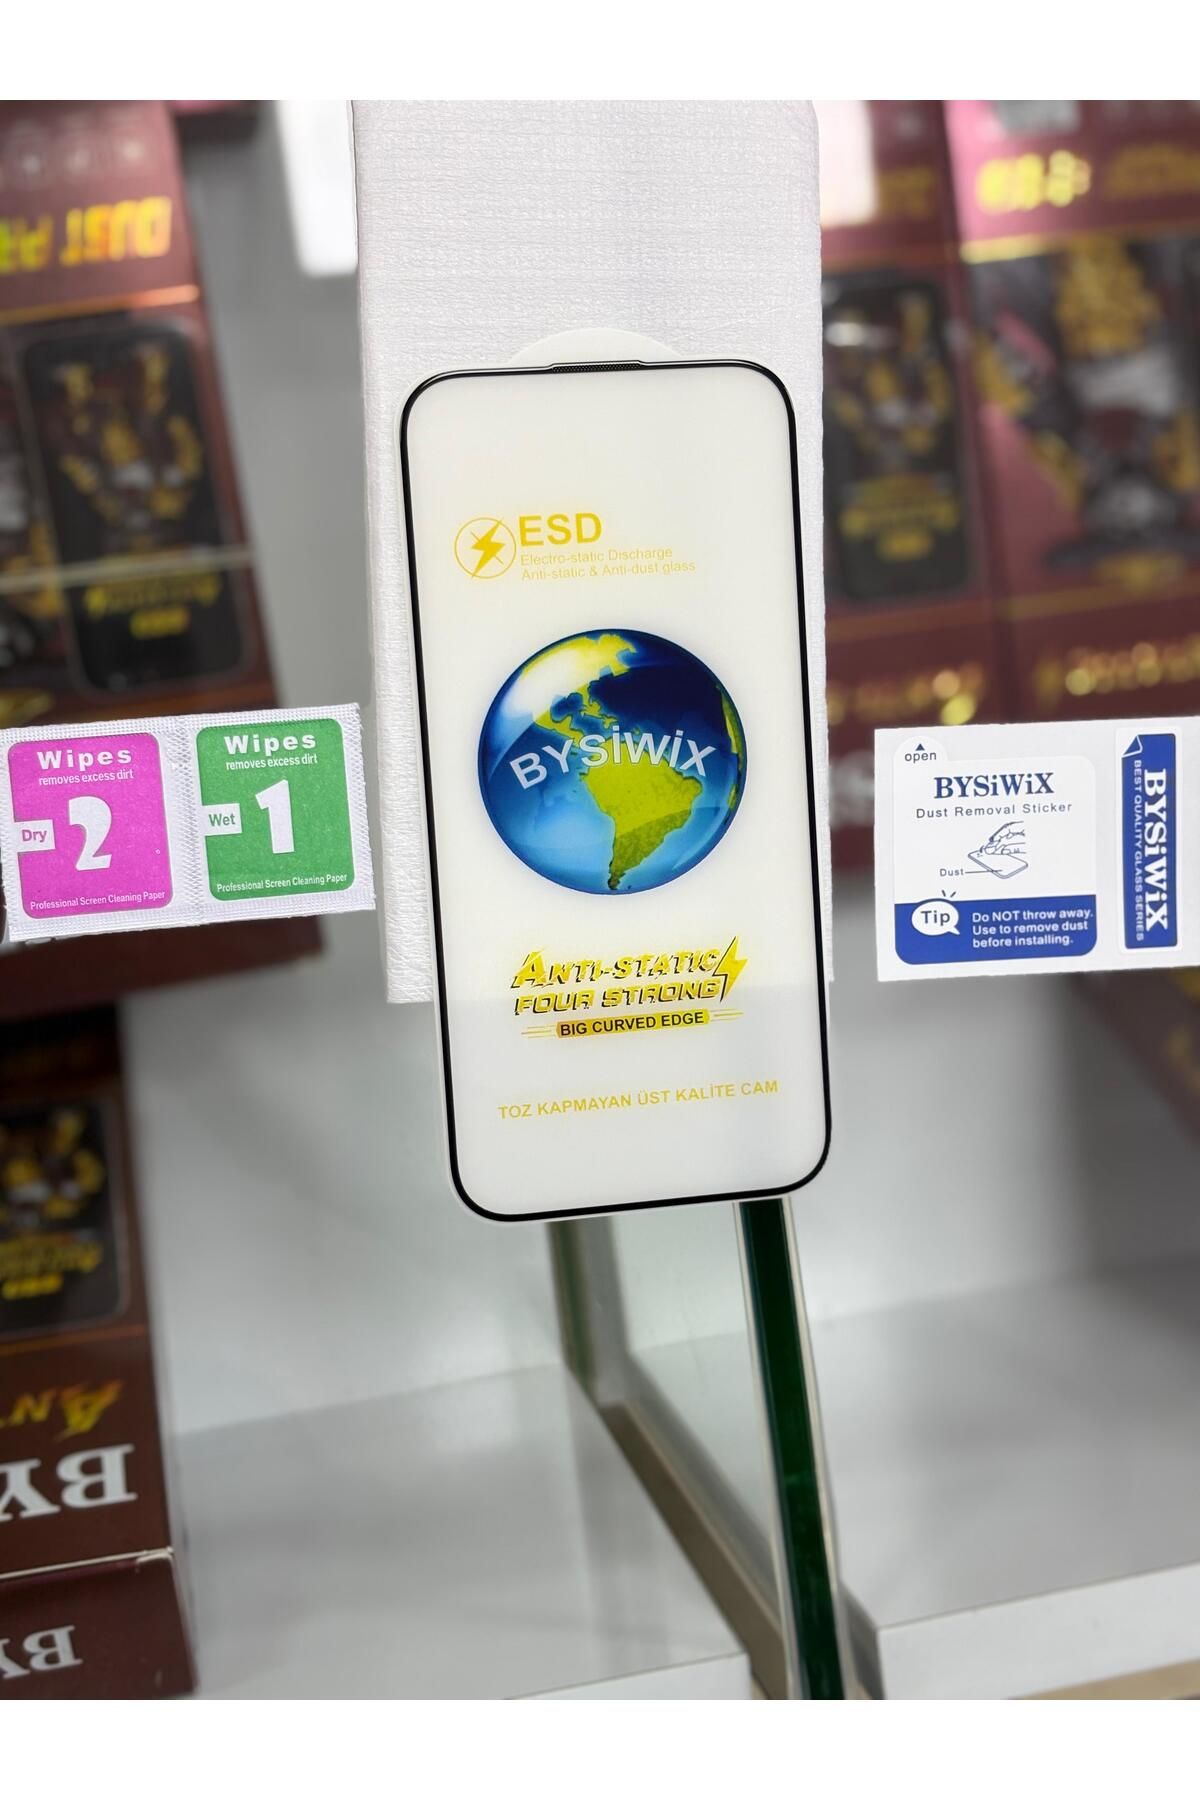 ESD
Electro-static Discharge
Anti-static & Anti-dust glass
BYSiWiX
ANTI-STATIC
FOUR STRONG
BIG CURVED EDGE
TOZ KAPMAYAN ÜST KALİTE CAM
Wipes
removes excess dirt
Dry
2
Professional Screen Cleaning Paper
Wipes
removes excess dirt
Wet
1
Professional Screen Cleaning Paper
open
BYSiWiX
Dust Removal Sticker
Dust
Tip
Do NOT throw away.
Use to remove dust
before installing.
BYSiWiX
BEST QUALITY GLASS SERIES
DUST
BY
BY